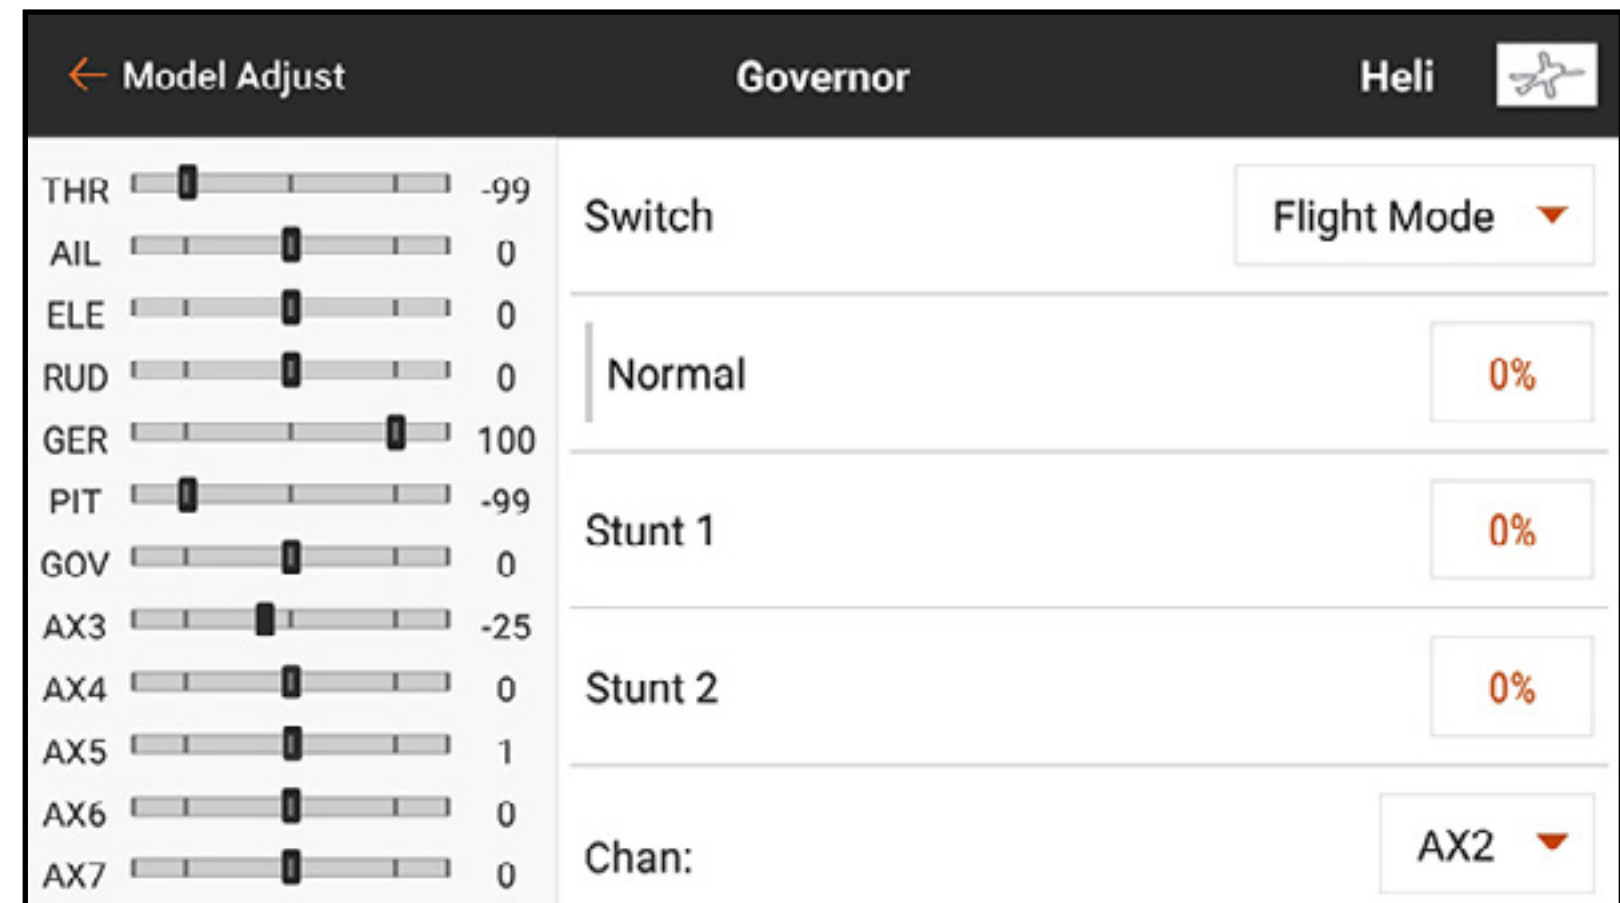 ← Model Adjust Governor Heli
THR -99
AIL 0
ELE 0
RUD 0
GER 100
PIT -99
GOV 0
AX3 -25
AX4 0
AX5 1
AX6 0
AX7 0
Switch Flight Mode
Normal 0%
Stunt 1 0%
Stunt 2 0%
Chan: AX2